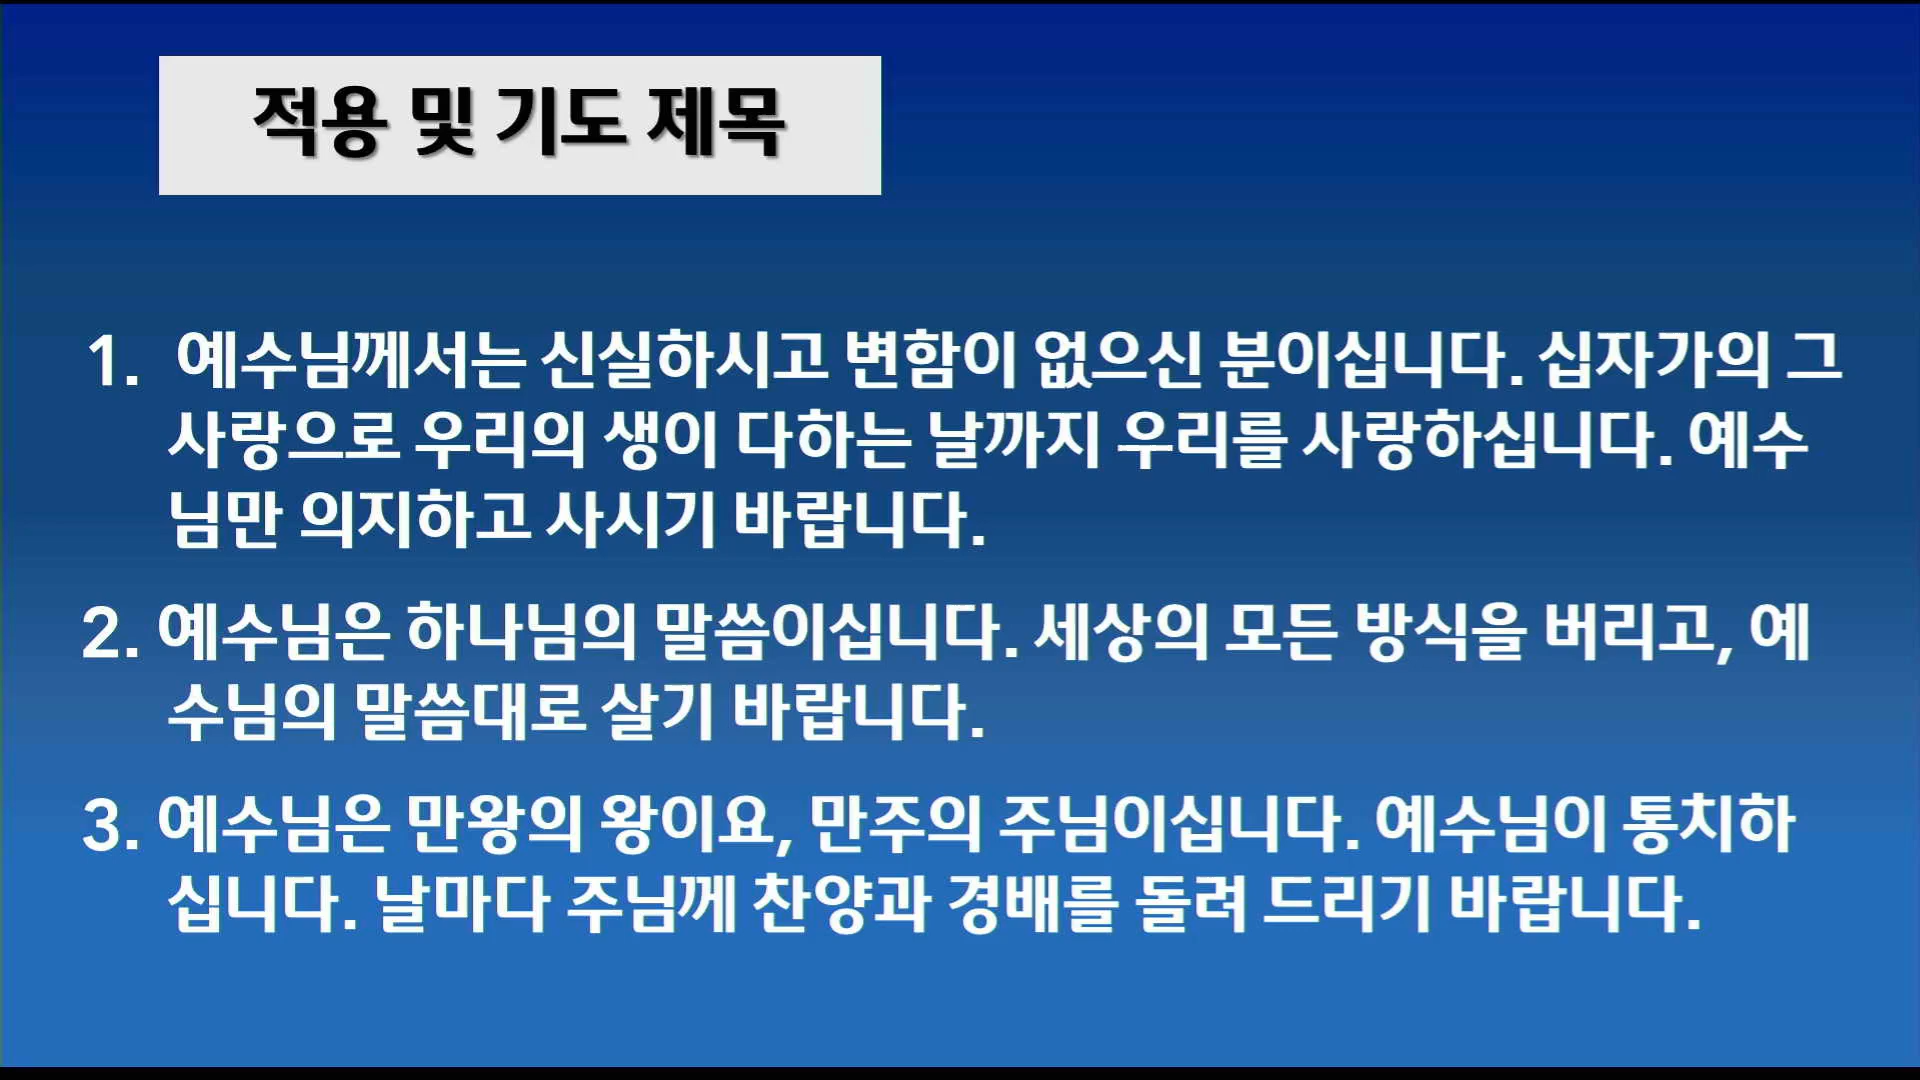 적용 및 기도 제목
1. 예수님께서는 신실하시고 변함이 없으신 분이십니다. 십자가의 그
사랑으로 우리의 생이 다하는 날까지 우리를 사랑하십니다. 예수
님만 의지하고 사시기 바랍니다.
2. 예수님은 하나님의 말씀이십니다. 세상의 모든 방식을 버리고, 예
수님의 말씀대로 살기 바랍니다.
3. 예수님은 만왕의 왕이요, 만주의 주님이십니다. 예수님이 통치하
십니다. 날마다 주님께 찬양과 경배를 돌려 드리기 바랍니다.